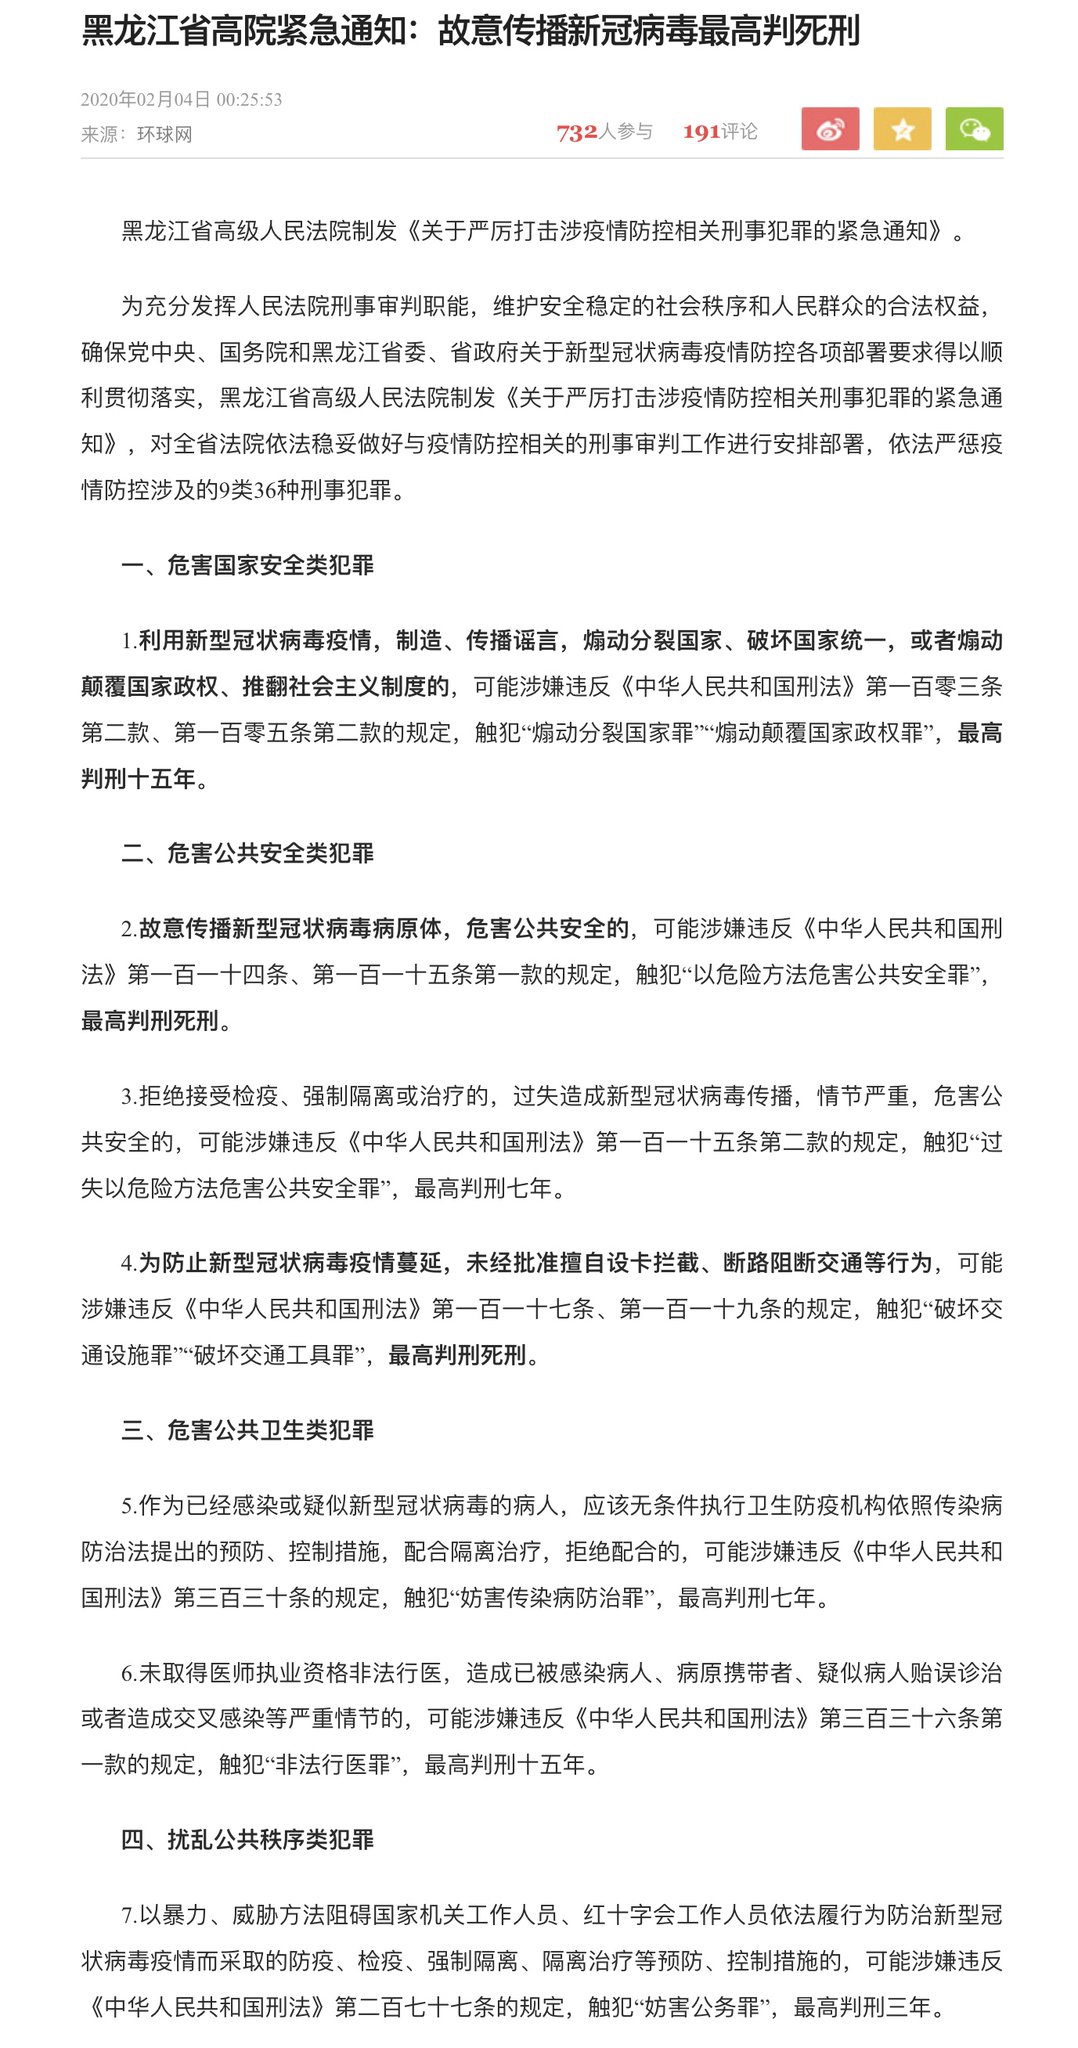 黑龙江省高院紧急通知：故意传播新冠病毒最高判死刑
2020年02月04日 00:25:53
来源：环球网
732人参与 191评论
黑龙江省高级人民法院制发《关于严厉打击涉疫情防控相关刑事犯罪的紧急通知》。
为充分发挥人民法院刑事审判职能，维护安全稳定的社会秩序和人民群众的合法权益，
确保党中央、国务院和黑龙江省委、省政府关于新型冠状病毒疫情防控各项部署要求得以顺
利贯彻落实，黑龙江省高级人民法院制发《关于严厉打击涉疫情防控相关刑事犯罪的紧急通
知》，对全省法院依法稳妥做好与疫情防控相关的刑事审判工作进行安排部署，依法严惩疫
情防控涉及的9类36种刑事犯罪。
一、危害国家安全类犯罪
1.利用新型冠状病毒疫情，制造、传播谣言，煽动分裂国家、破坏国家统一，或者煽动
颠覆国家政权、推翻社会主义制度的，可能涉嫌违反《中华人民共和国刑法》第一百零三条
第二款、第一百零五条第二款的规定，触犯“煽动分裂国家罪”“煽动颠覆国家政权罪”，最高
判刑十五年。
二、危害公共安全类犯罪
2.故意传播新型冠状病毒病原体，危害公共安全的，可能涉嫌违反《中华人民共和国刑
法》第一百一十四条、第一百一十五条第一款的规定，触犯“以危险方法危害公共安全罪”，
最高判刑死刑。
3.拒绝接受检疫、强制隔离或治疗的，过失造成新型冠状病毒传播，情节严重，危害公
共安全的，可能涉嫌违反《中华人民共和国刑法》第一百一十五条第二款的规定，触犯“过
失以危险方法危害公共安全罪”，最高判刑七年。
4.为防止新型冠状病毒疫情蔓延，未经批准擅自设卡拦截、断路阻断交通等行为，可能
涉嫌违反《中华人民共和国刑法》第一百一十七条、第一百一十九条的规定，触犯“破坏交
通设施罪”“破坏交通工具罪”，最高判刑死刑。
三、危害公共卫生类犯罪
5.作为已经感染或疑似新型冠状病毒的病人，应该无条件执行卫生防疫机构依照传染病
防治法提出的预防、控制措施，配合隔离治疗，拒绝配合的，可能涉嫌违反《中华人民共和
国刑法》第三百三十条的规定，触犯“妨害传染病防治罪”，最高判刑七年。
6.未取得医师执业资格非法行医，造成已被感染病人、病原携带者、疑似病人贻误诊治
或者造成交叉感染等严重情节的，可能涉嫌违反《中华人民共和国刑法》第三百三十六条第
一款的规定，触犯“非法行医罪”，最高判刑十五年。
四、扰乱公共秩序类犯罪
7.以暴力、威胁方法阻碍国家机关工作人员、红十字会工作人员依法履行为防治新型冠
状病毒疫情而采取的防疫、检疫、强制隔离、隔离治疗等预防、控制措施的，可能涉嫌违反
《中华人民共和国刑法》第二百七十七条的规定，触犯“妨害公务罪”，最高判刑三年。